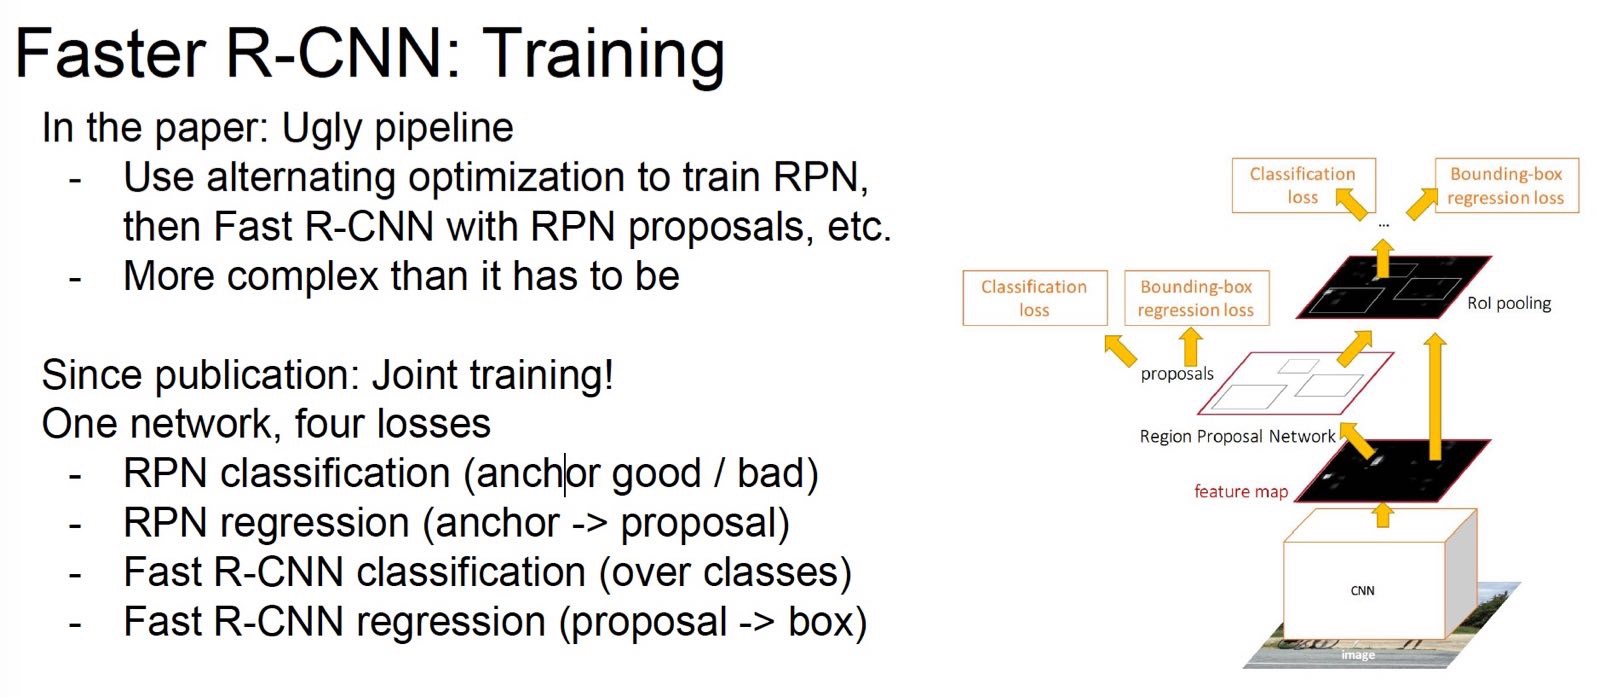 Faster R-CNN: Training
In the paper: Ugly pipeline
- Use alternating optimization to train RPN,
then Fast R-CNN with RPN proposals, etc.
- More complex than it has to be
Since publication: Joint training!
One network, four losses
- RPN classification (anchor good / bad)
- RPN regression (anchor -> proposal)
- Fast R-CNN classification (over classes)
- Fast R-CNN regression (proposal -> box)
Classification
loss
Bounding-box
regression loss
...
Classification
loss
Bounding-box
regression loss
RoI pooling
proposals
Region Proposal Network
feature map
CNN
image